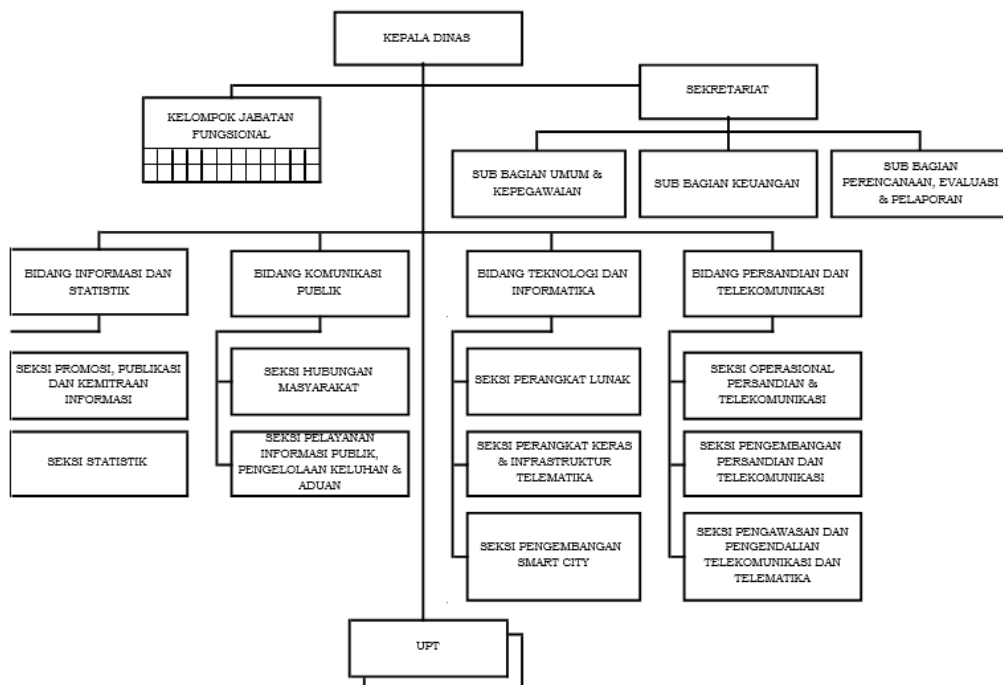 KEPALA DINAS
SEKRETARIAT
KELOMPOK JABATAN
FUNGSIONAL
SUB BAGIAN UMUM &
KEPEGAWAIAN
SUB BAGIAN KEUANGAN
SUB BAGIAN
PERENCANAAN, EVALUASI
& PELAPORAN
BIDANG INFORMASI DAN
STATISTIK
BIDANG KOMUNIKASI
PUBLIK
BIDANG TEKNOLOGI DAN
INFORMATIKA
BIDANG PERSANDIAN DAN
TELEKOMUNIKASI
SEKSI PROMOSI, PUBLIKASI
DAN KEMITRAAN
INFORMASI
SEKSI HUBUNGAN
MASYARAKAT
SEKSI PERANGKAT LUNAK
SEKSI OPERASIONAL
PERSANDIAN &
TELEKOMUNIKASI
SEKSI STATISTIK
SEKSI PELAYANAN
INFORMASI PUBLIK,
PENGELOLAAN KELUHAN &
ADUAN
SEKSI PERANGKAT KERAS
& INFRASTRUKTUR
TELEMATIKA
SEKSI PENGEMBANGAN
PERSANDIAN DAN
TELEKOMUNIKASI
SEKSI PENGEMBANGAN
SMART CITY
SEKSI PENGAWASAN DAN
PENGENDALIAN
TELEKOMUNIKASI DAN
TELEMATIKA
UPT